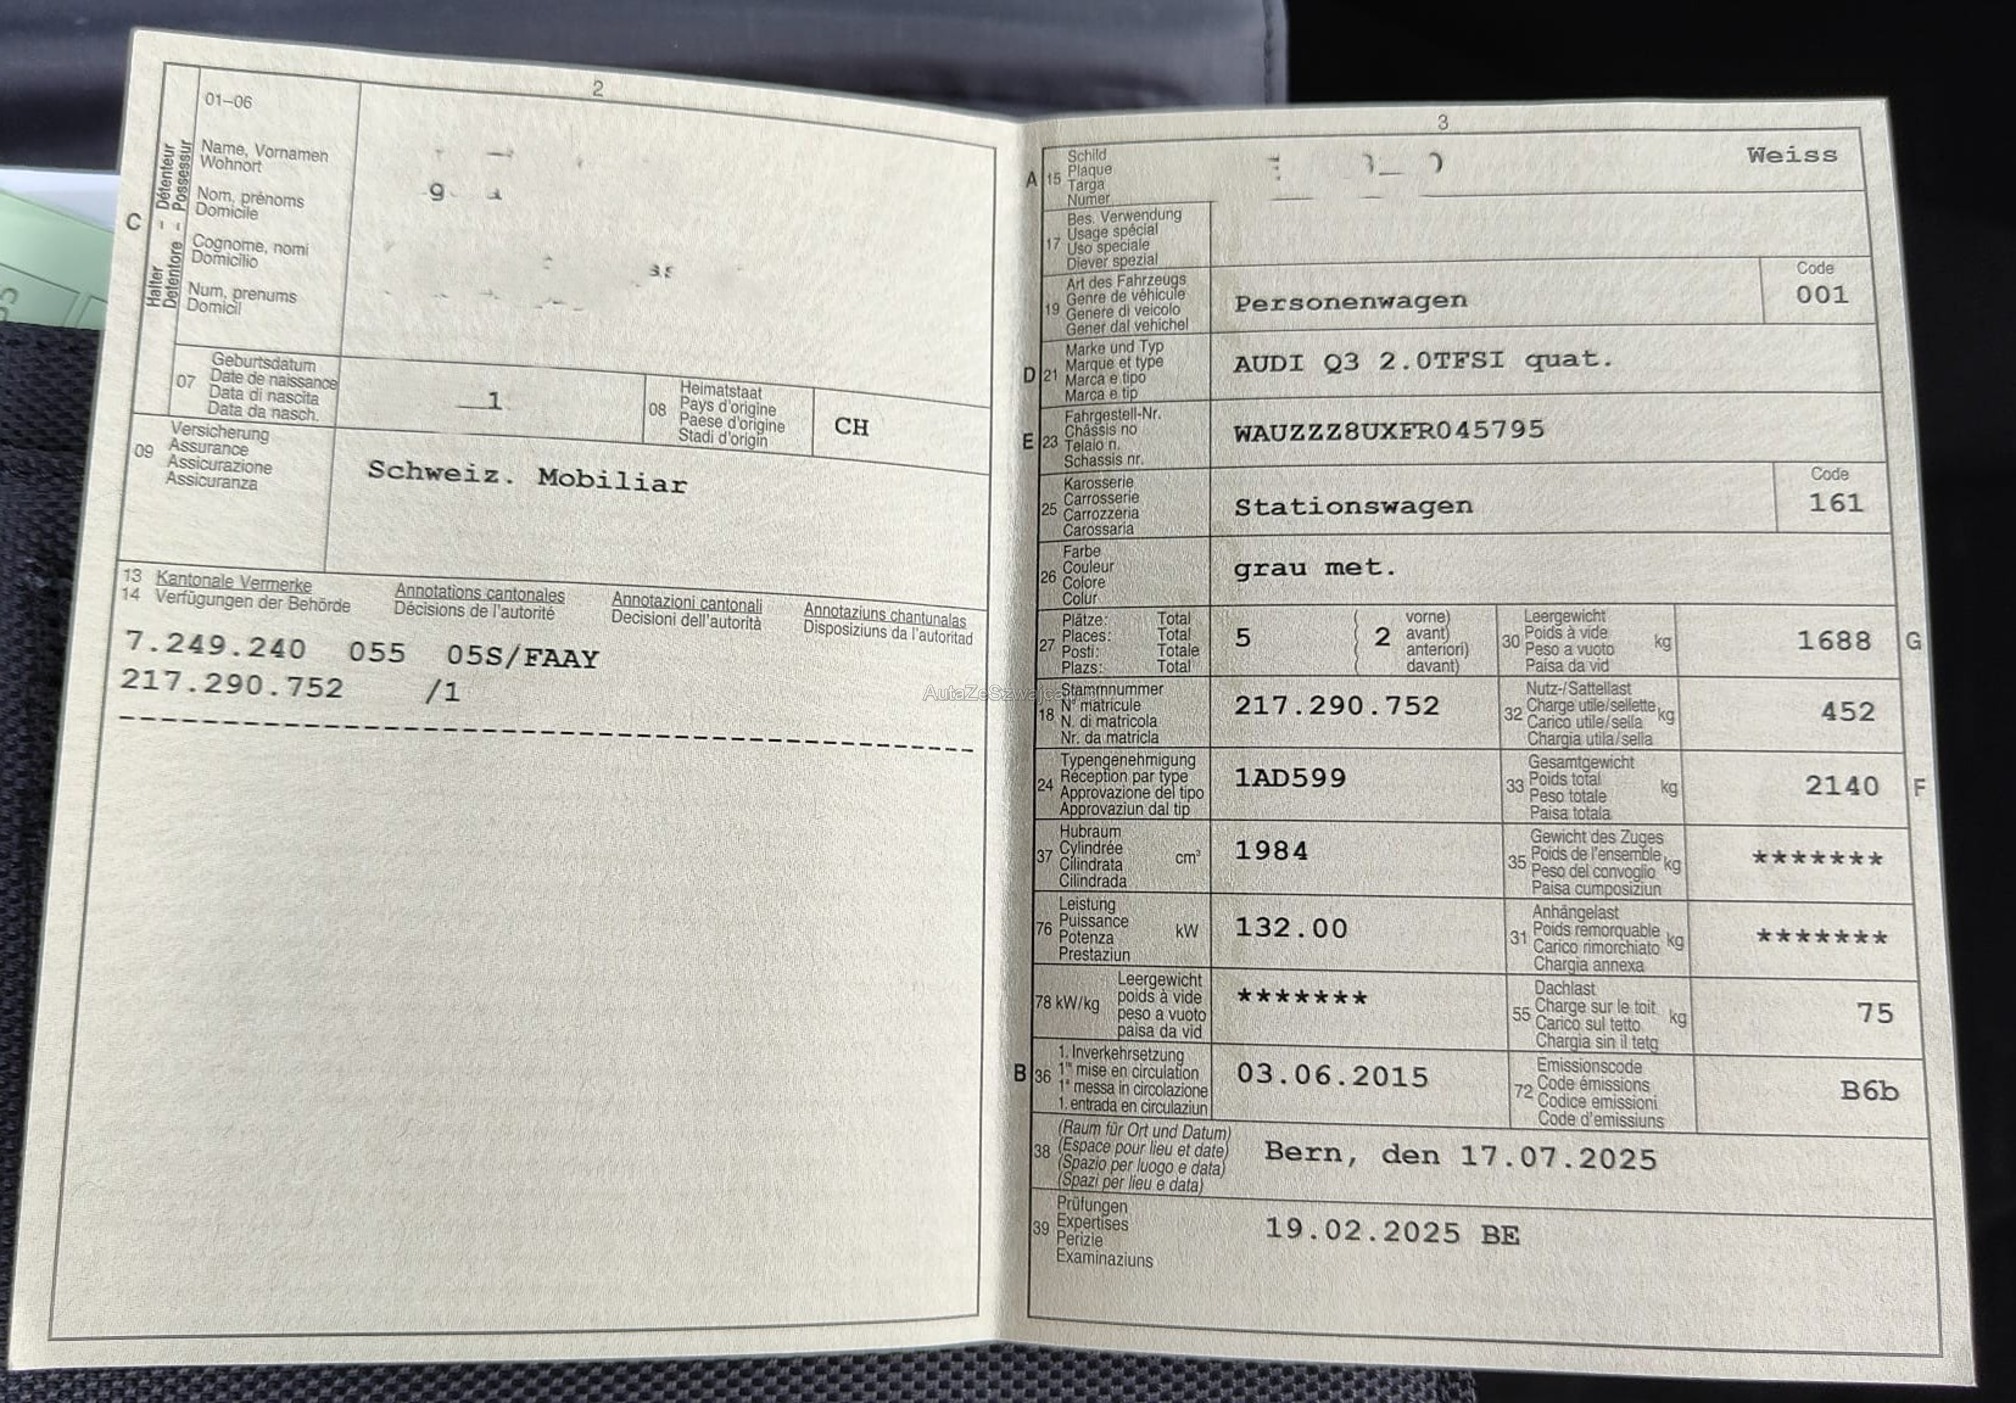 2
01–06
Name, Vornamen
Wohnort
Nom, prénoms
Domicile
Cognome, nomi
Domicilio
Num, prenums
Domicil
C
Halter – Détenteur
Detentore – Possessur
07 Geburtsdatum
Date de naissance
Data di nascita
Data da nasch.
1
08 Heimatstaat
Pays d'origine
Paese d'origine
Stadi d'origin
CH
09 Versicherung
Assurance
Assicurazione
Assicuranza
Schweiz. Mobiliar
13 Kantonale Vermerke Annotations cantonales Annotazioni cantonali Annotaziuns chantunalas
14 Verfügungen der Behörde Décisions de l'autorité Decisioni dell'autorità Disposiziuns da l'autoritad
7.249.240 055 05S/FAAY
217.290.752 /1
3
A 15 Schild
Plaque
Targa
Numer
Weiss
17 Bes. Verwendung
Usage spécial
Uso speciale
Diever spezial
19 Art des Fahrzeugs
Genre de véhicule
Genere di veicolo
Gener dal vehichel
Personenwagen
Code
001
D 21 Marke und Typ
Marque et type
Marca e tipo
Marca e tip
AUDI Q3 2.0TFSI quat.
E 23 Fahrgestell-Nr.
Châssis no
Telaio n.
Schassis nr.
WAUZZZ8UXFR045795
25 Karosserie
Carrosserie
Carrozzeria
Carossaria
Stationswagen
Code
161
26 Farbe
Couleur
Colore
Colur
grau met.
27 Plätze: Total
Places: Total
Posti: Totale
Plazs: Total
5
2
vorne)
avant)
anteriori)
davant)
30 Leergewicht
Poids à vide kg
Peso a vuoto
Paisa da vid
1688 G
18 Stammnummer
N° matricule
N. di matricola
Nr. da matricla
217.290.752
32 Nutz-/Sattellast
Charge utile/sellette kg
Carico utile/sella
Chargia utila/sella
452
24 Typengenehmigung
Réception par type
Approvazione del tipo
Approvaziun dal tip
1AD599
33 Gesamtgewicht
Poids total kg
Peso totale
Paisa totala
2140 F
37 Hubraum
Cylindrée cm³
Cilindrata
Cilindrada
1984
35 Gewicht des Zuges
Poids de l'ensemble kg
Peso del convoglio
Paisa cumposiziun
*******
76 Leistung
Puissance kW
Potenza
Prestaziun
132.00
31 Anhängelast
Poids remorquable kg
Carico rimorchiato
Chargia annexa
*******
78 kW/kg Leergewicht
poids à vide
peso a vuoto
paisa da vid
*******
55 Dachlast
Charge sur le toit kg
Carico sul tetto
Chargia sin il tetg
75
B 36 1. Inverkehrsetzung
1re mise en circulation
1a messa in circolazione
1. entrada en circulaziun
03.06.2015
72 Emissionscode
Code émissions
Codice emissioni
Code d'emissiuns
B6b
38 (Raum für Ort und Datum)
(Espace pour lieu et date)
(Spazio per luogo e data)
(Spazi per lieu e data)
Bern, den 17.07.2025
39 Prüfungen
Expertises
Perizie
Examinaziuns
19.02.2025 BE